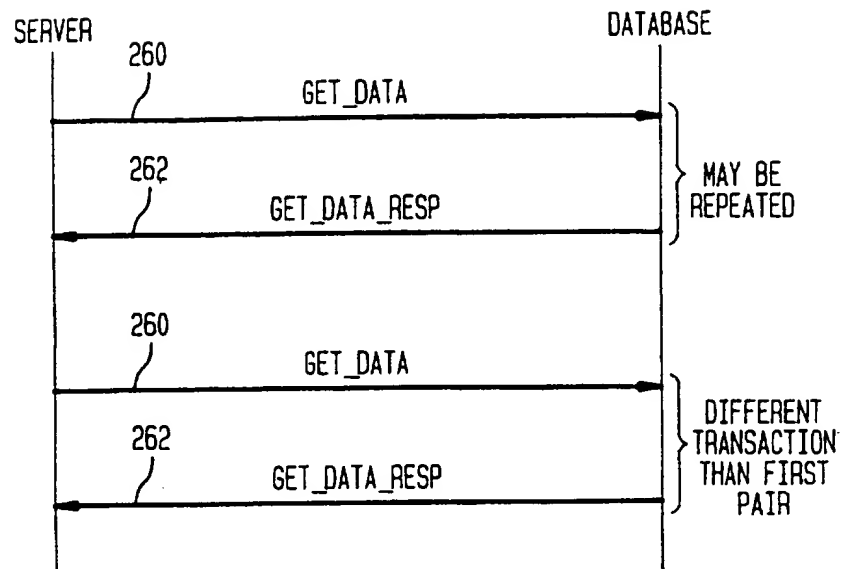 SERVER
DATABASE
260
GET_DATA
262
GET_DATA_RESP
MAY BE
REPEATED
260
GET_DATA
262
GET_DATA_RESP
DIFFERENT
TRANSACTION
THAN FIRST
PAIR